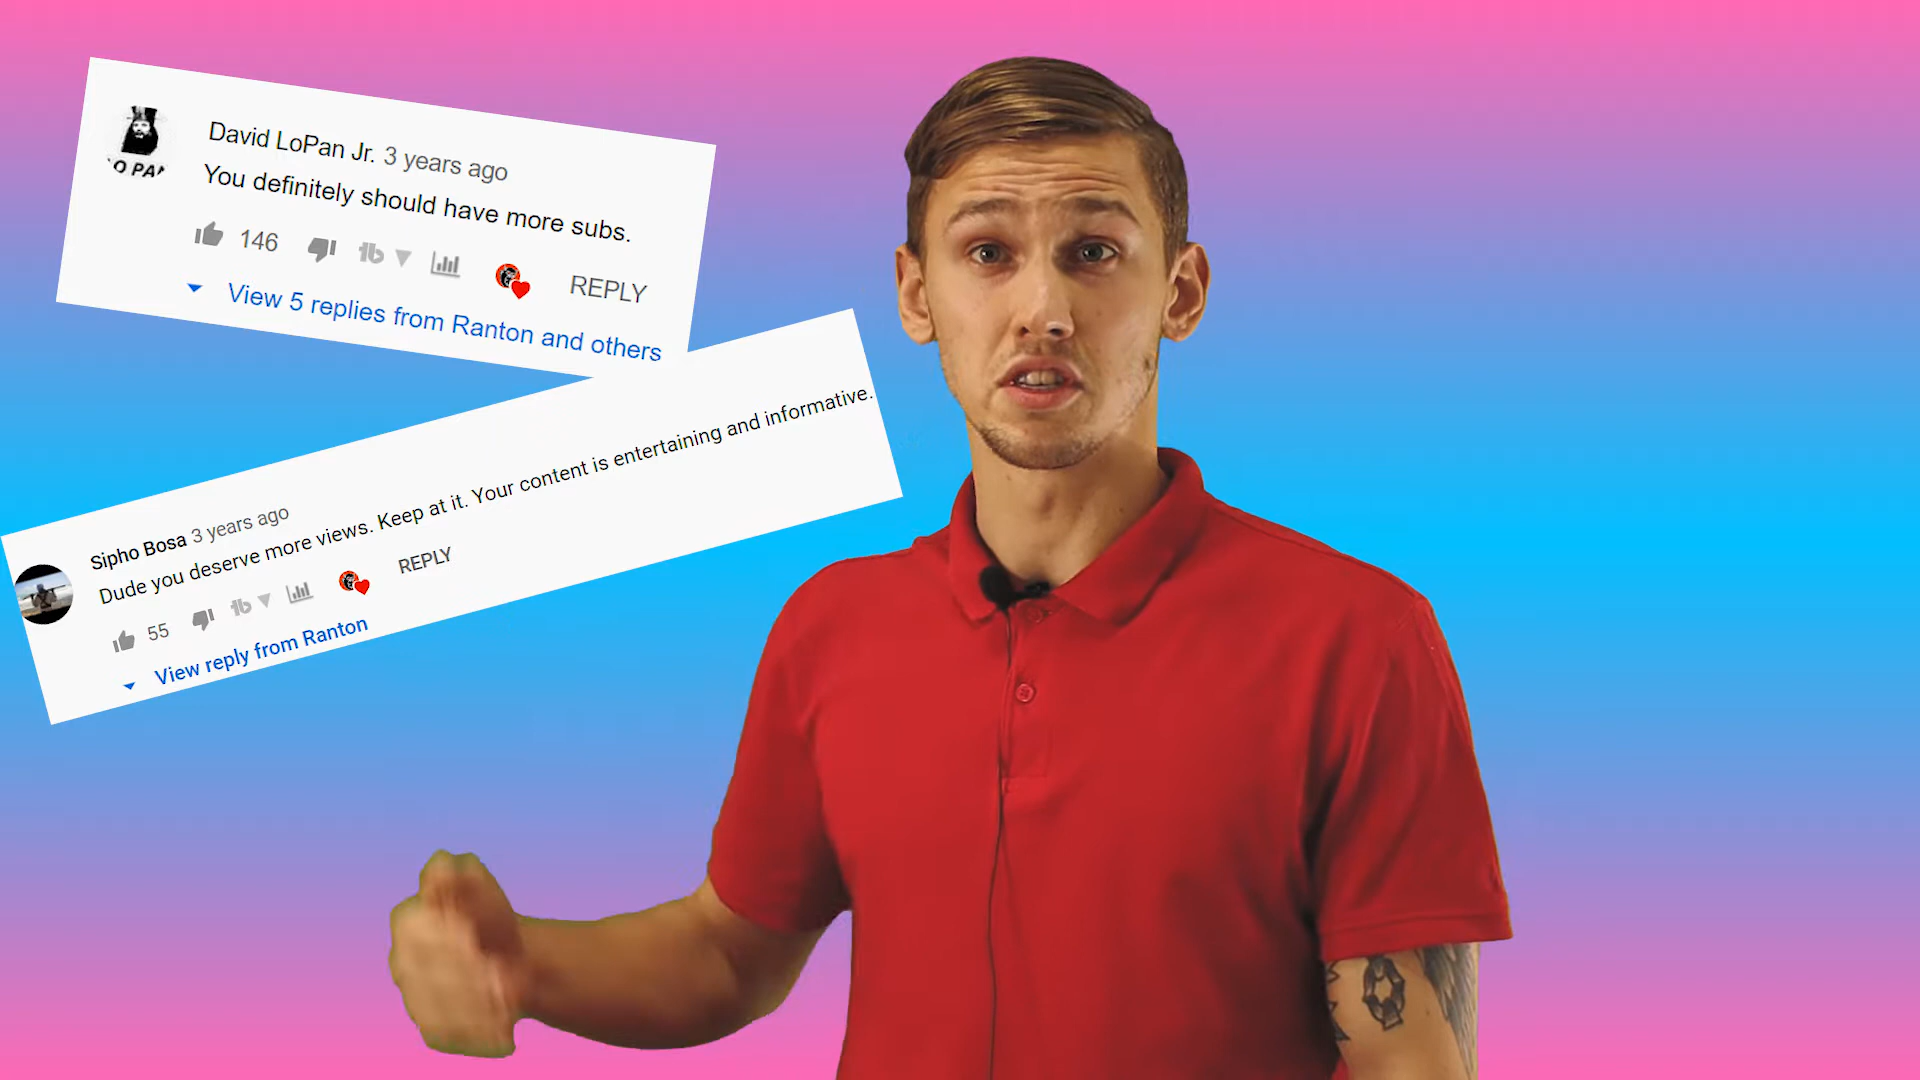 LO PAN
David LoPan Jr. 3 years ago
You definitely should have more subs.
146 REPLY
View 5 replies from Ranton and others
Sipho Bosa 3 years ago
Dude you deserve more views. Keep at it. Your content is entertaining and informative.
55 REPLY
View reply from Ranton